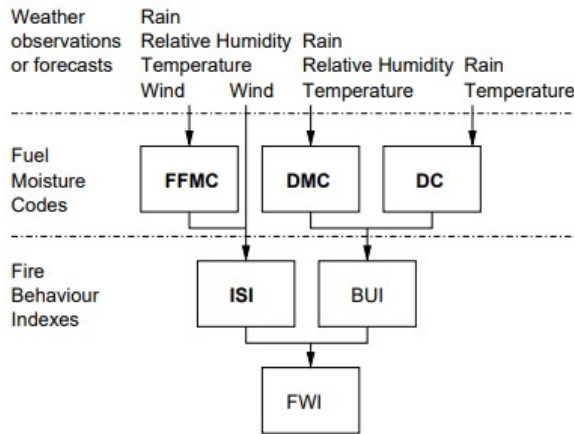 Weather
observations
or forecasts
Rain
Relative Humidity
Temperature
Wind
Wind
Rain
Relative Humidity
Temperature
Rain
Temperature
Fuel
Moisture
Codes
FFMC
DMC
DC
Fire
Behaviour
Indexes
ISI
BUI
FWI